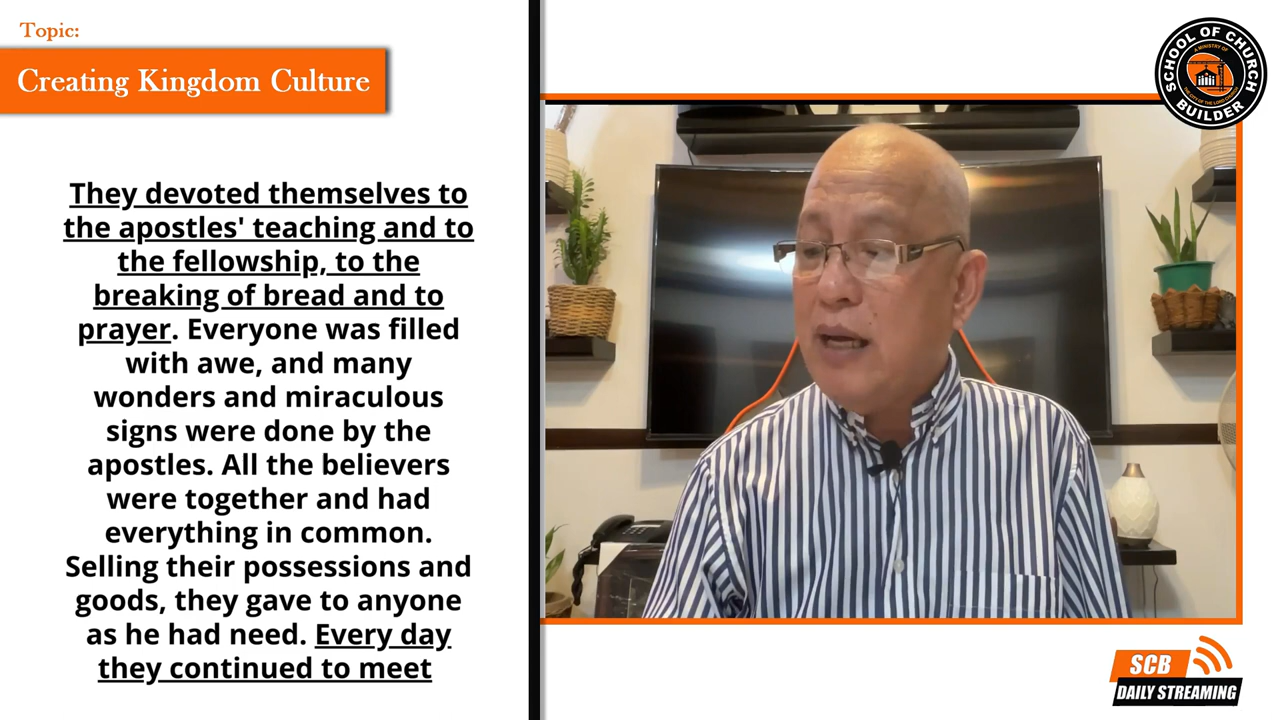 Topic:
Creating Kingdom Culture
They devoted themselves to
the apostles' teaching and to
the fellowship, to the
breaking of bread and to
prayer. Everyone was filled
with awe, and many
wonders and miraculous
signs were done by the
apostles. All the believers
were together and had
everything in common.
Selling their possessions and
goods, they gave to anyone
as he had need. Every day
they continued to meet
SCHOOL OF CHURCH
BUILDER
A MINISTRY OF
SCB
DAILY STREAMING